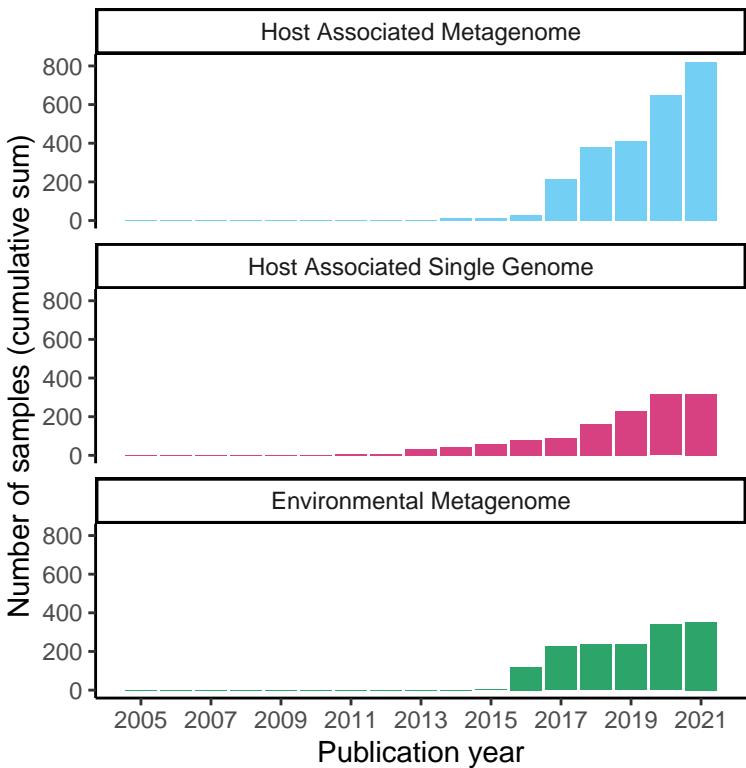 Host Associated Metagenome
800
600
400
200
0
Host Associated Single Genome
800
600
400
200
0
Environmental Metagenome
800
600
400
200
0
2005 2007 2009 2011 2013 2015 2017 2019 2021
Publication year
Number of samples (cumulative sum)